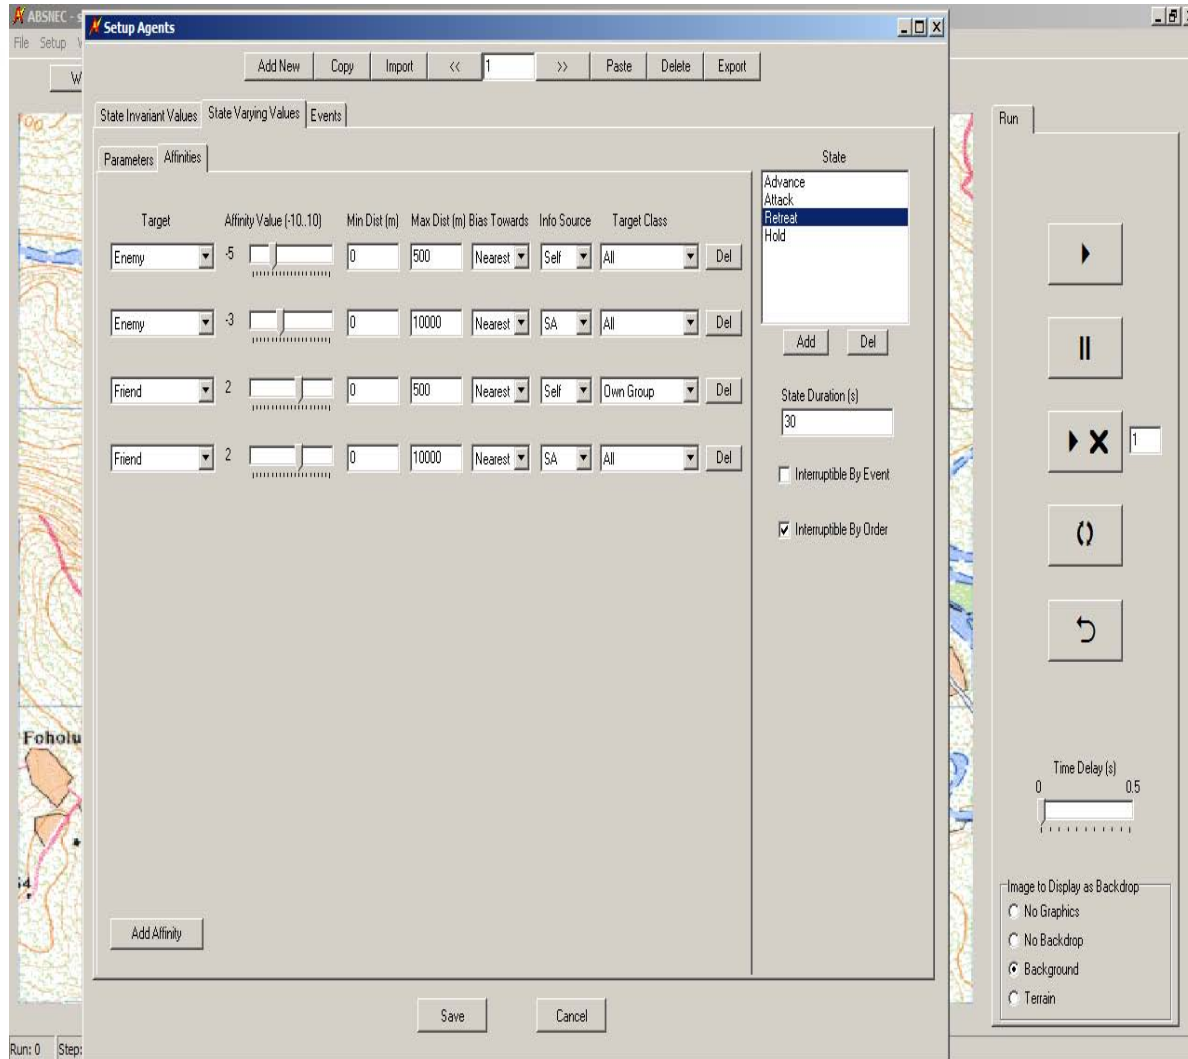 ABSNEC - s
Setup Agents
File Setup
W
Add New Copy Import << 1 >> Paste Delete Export
State Invariant Values State Varying Values Events
Parameters Affinities
Target Affinity Value (-10..10) Min Dist (m) Max Dist (m) Bias Towards Info Source Target Class
Enemy -5 0 500 Nearest Self All Del
Enemy -3 0 10000 Nearest SA All Del
Friend 2 0 500 Nearest Self Own Group Del
Friend 2 0 10000 Nearest SA All Del
Add Affinity
State
Advance
Attack
Retreat
Hold
Add Del
State Duration (s)
30
Interruptible By Event
Interruptible By Order
Save Cancel
Run
1
Time Delay (s)
0 0.5
Image to Display as Backdrop
No Graphics
No Backdrop
Background
Terrain
Foholu
Run: 0 Step: